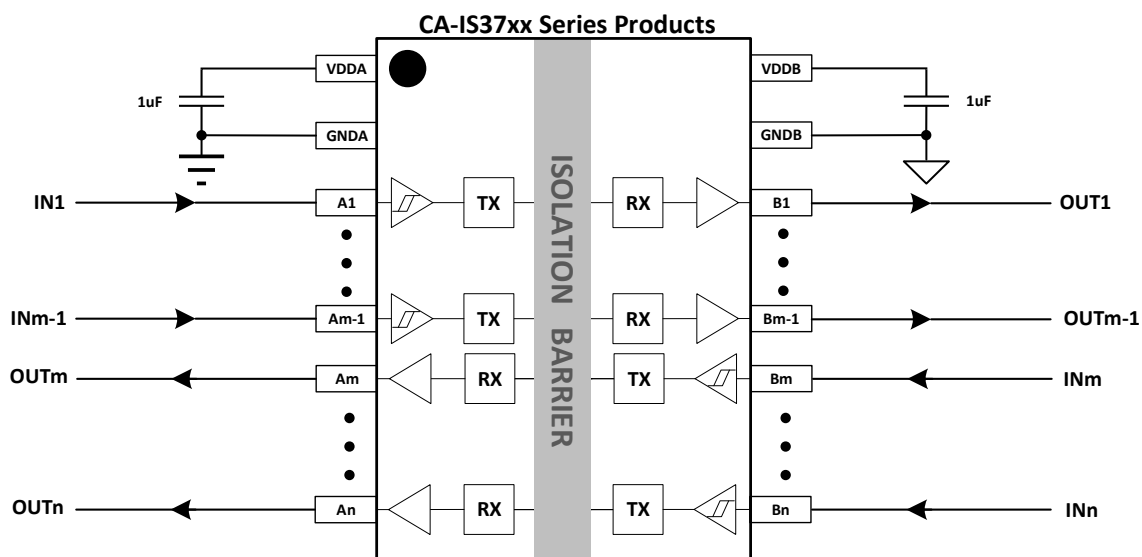 CA-IS37xx Series Products
VDDA
VDDB
1uF
1uF
GNDA
GNDB
IN1
A1
TX
RX
B1
OUT1
ISOLATION BARRIER
INm-1
Am-1
TX
RX
Bm-1
OUTm-1
OUTm
Am
RX
TX
Bm
INm
OUTn
An
RX
TX
Bn
INn